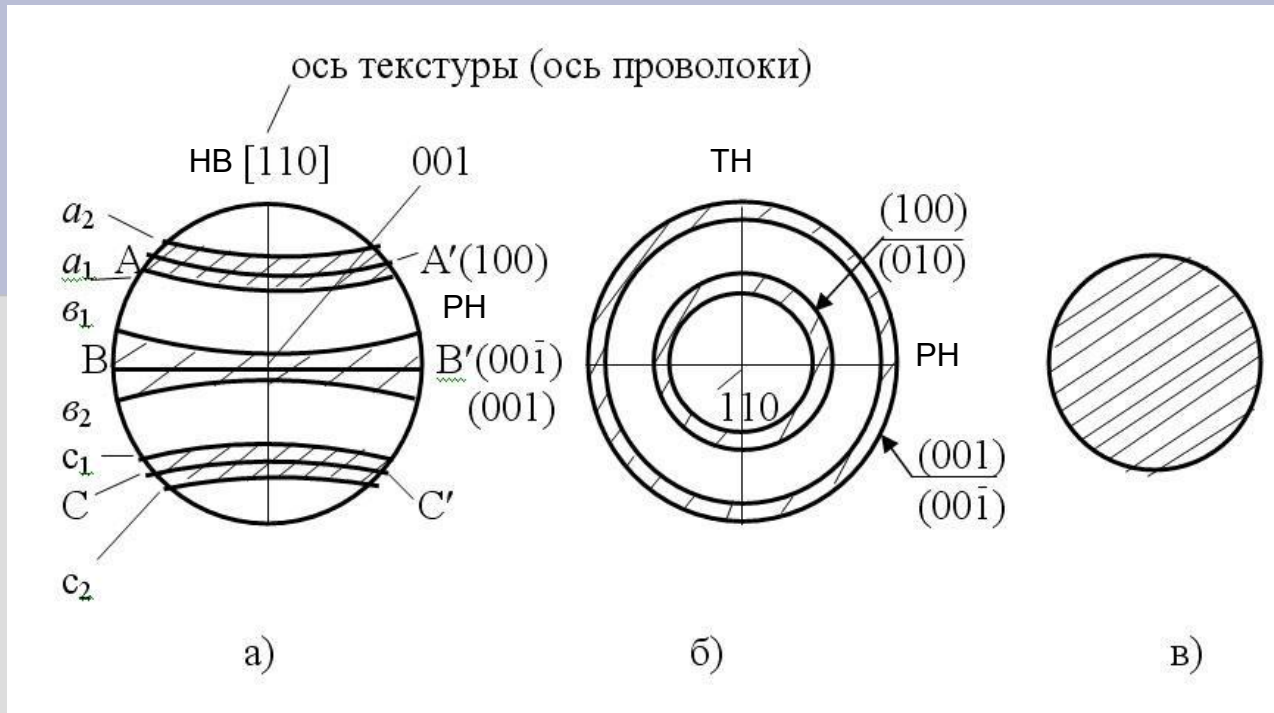 ось текстуры (ось проволоки)
НВ [110] 001
ТН
a₂
(100)
(010)
a₁ A A′(100)
в₁ РН
B B′(001̄)
РН
(001)
в₂
110
c₁
(001)
(001̄)
C C′
c₂
а) б) в)